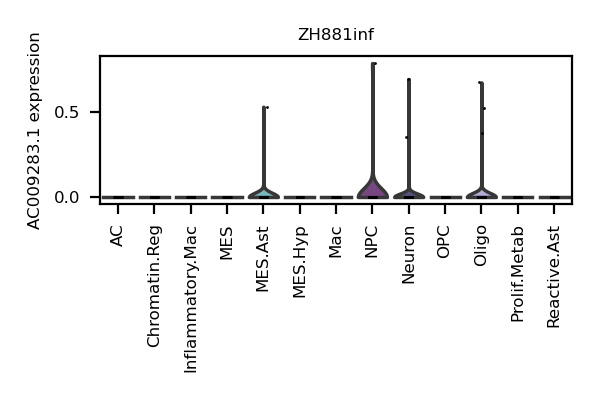 ZH881inf
AC009283.1 expression
0.5
0.0
AC
Chromatin.Reg
Inflammatory.Mac
MES
MES.Ast
MES.Hyp
Mac
NPC
Neuron
OPC
Oligo
Prolif.Metab
Reactive.Ast